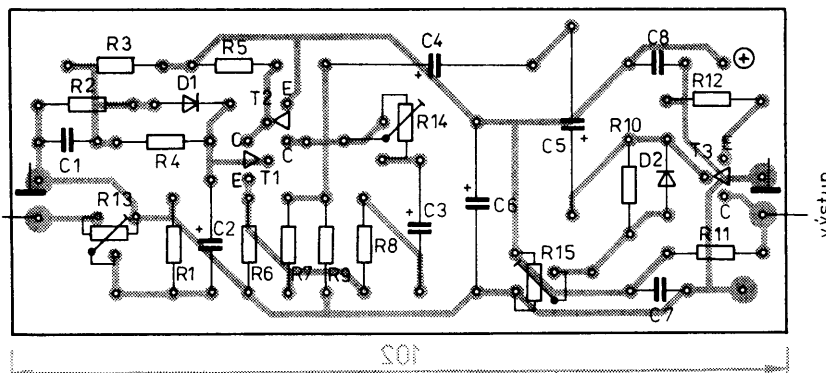 R3
R5
C4
C8
+
R2
D1
T2
E
R12
R14
C1
R4
C
C
C5
R10
D2
T3
E
T1
E
R13
C2
R6
R7
R9
R8
C3
C6
R15
R11
C
R1
C7
výstup
102